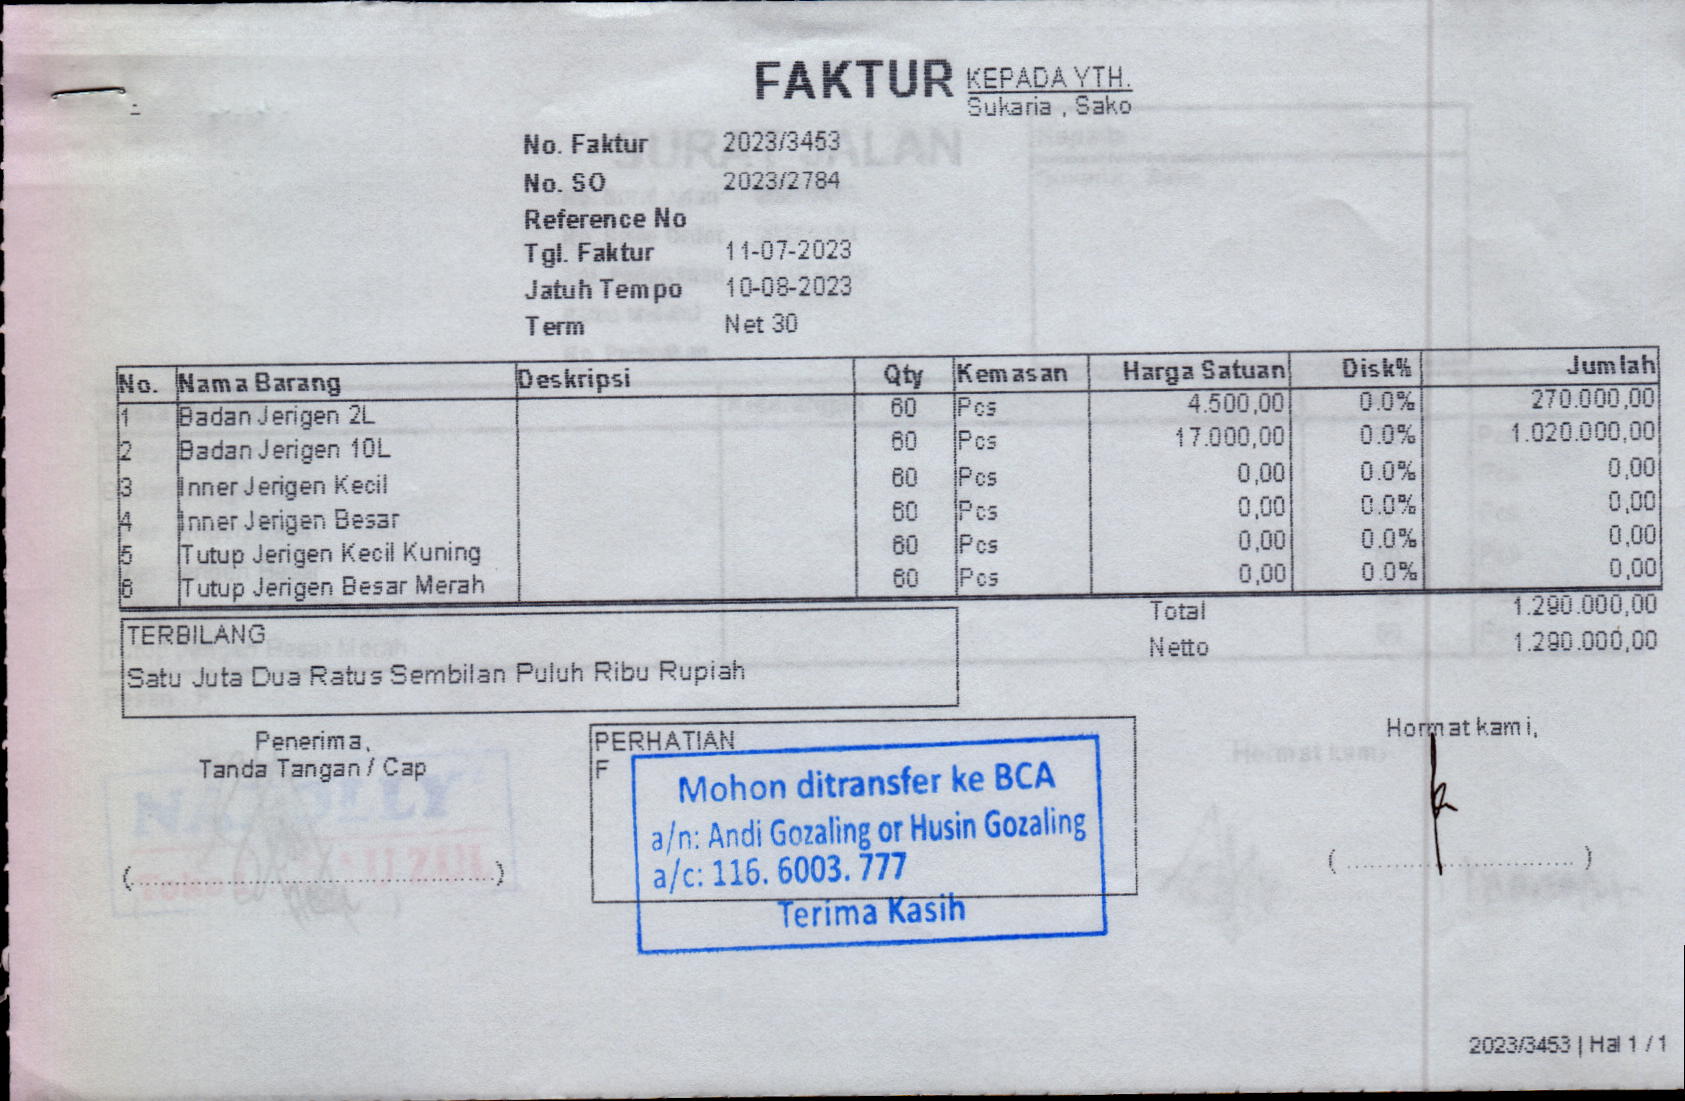 FAKTUR
KEPADA YTH.
Sukaria , Sako
-
No. Faktur 2023/3453
No. SO 2023/2784
Reference No
Tgl. Faktur 11-07-2023
Jatuh Tempo 10-08-2023
Term Net 30
No. Nama Barang Deskripsi Qty Kemasan Harga Satuan Disk% Jumlah
1 Badan Jerigen 2L 60 Pcs 4.500,00 0.0% 270.000,00
2 Badan Jerigen 10L 60 Pcs 17.000,00 0.0% 1.020.000,00
3 Inner Jerigen Kecil 60 Pcs 0,00 0.0% 0,00
4 Inner Jerigen Besar 60 Pcs 0,00 0.0% 0,00
5 Tutup Jerigen Kecil Kuning 60 Pcs 0,00 0.0% 0,00
6 Tutup Jerigen Besar Merah 60 Pcs 0,00 0.0% 0,00
Total 1.290.000,00
Netto 1.290.000,00
TERBILANG
Satu Juta Dua Ratus Sembilan Puluh Ribu Rupiah
Penerima,
Tanda Tangan / Cap
(........................................)
PERHATIAN
F
Mohon ditransfer ke BCA
a/n: Andi Gozaling or Husin Gozaling
a/c: 116. 6003. 777
Terima Kasih
Hormat kami,
(...........................)
2023/3453 | Hal 1 / 1